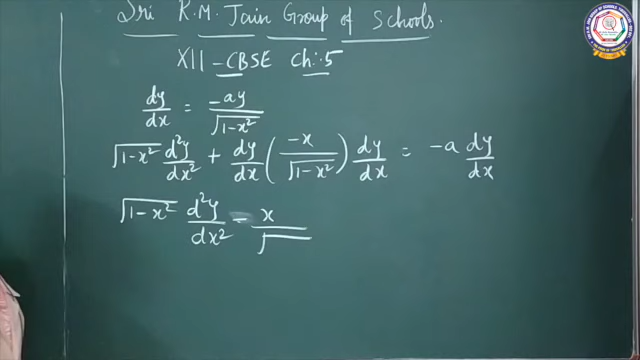 Sri R.M. Jain Group of Schools.
XII - CBSE Ch:5
dy/dx = -ay/√(1-x²)
√(1-x²) d²y/dx² + dy/dx (-x/√(1-x²)) dy/dx = -a dy/dx
√(1-x²) d²y/dx² - x/√